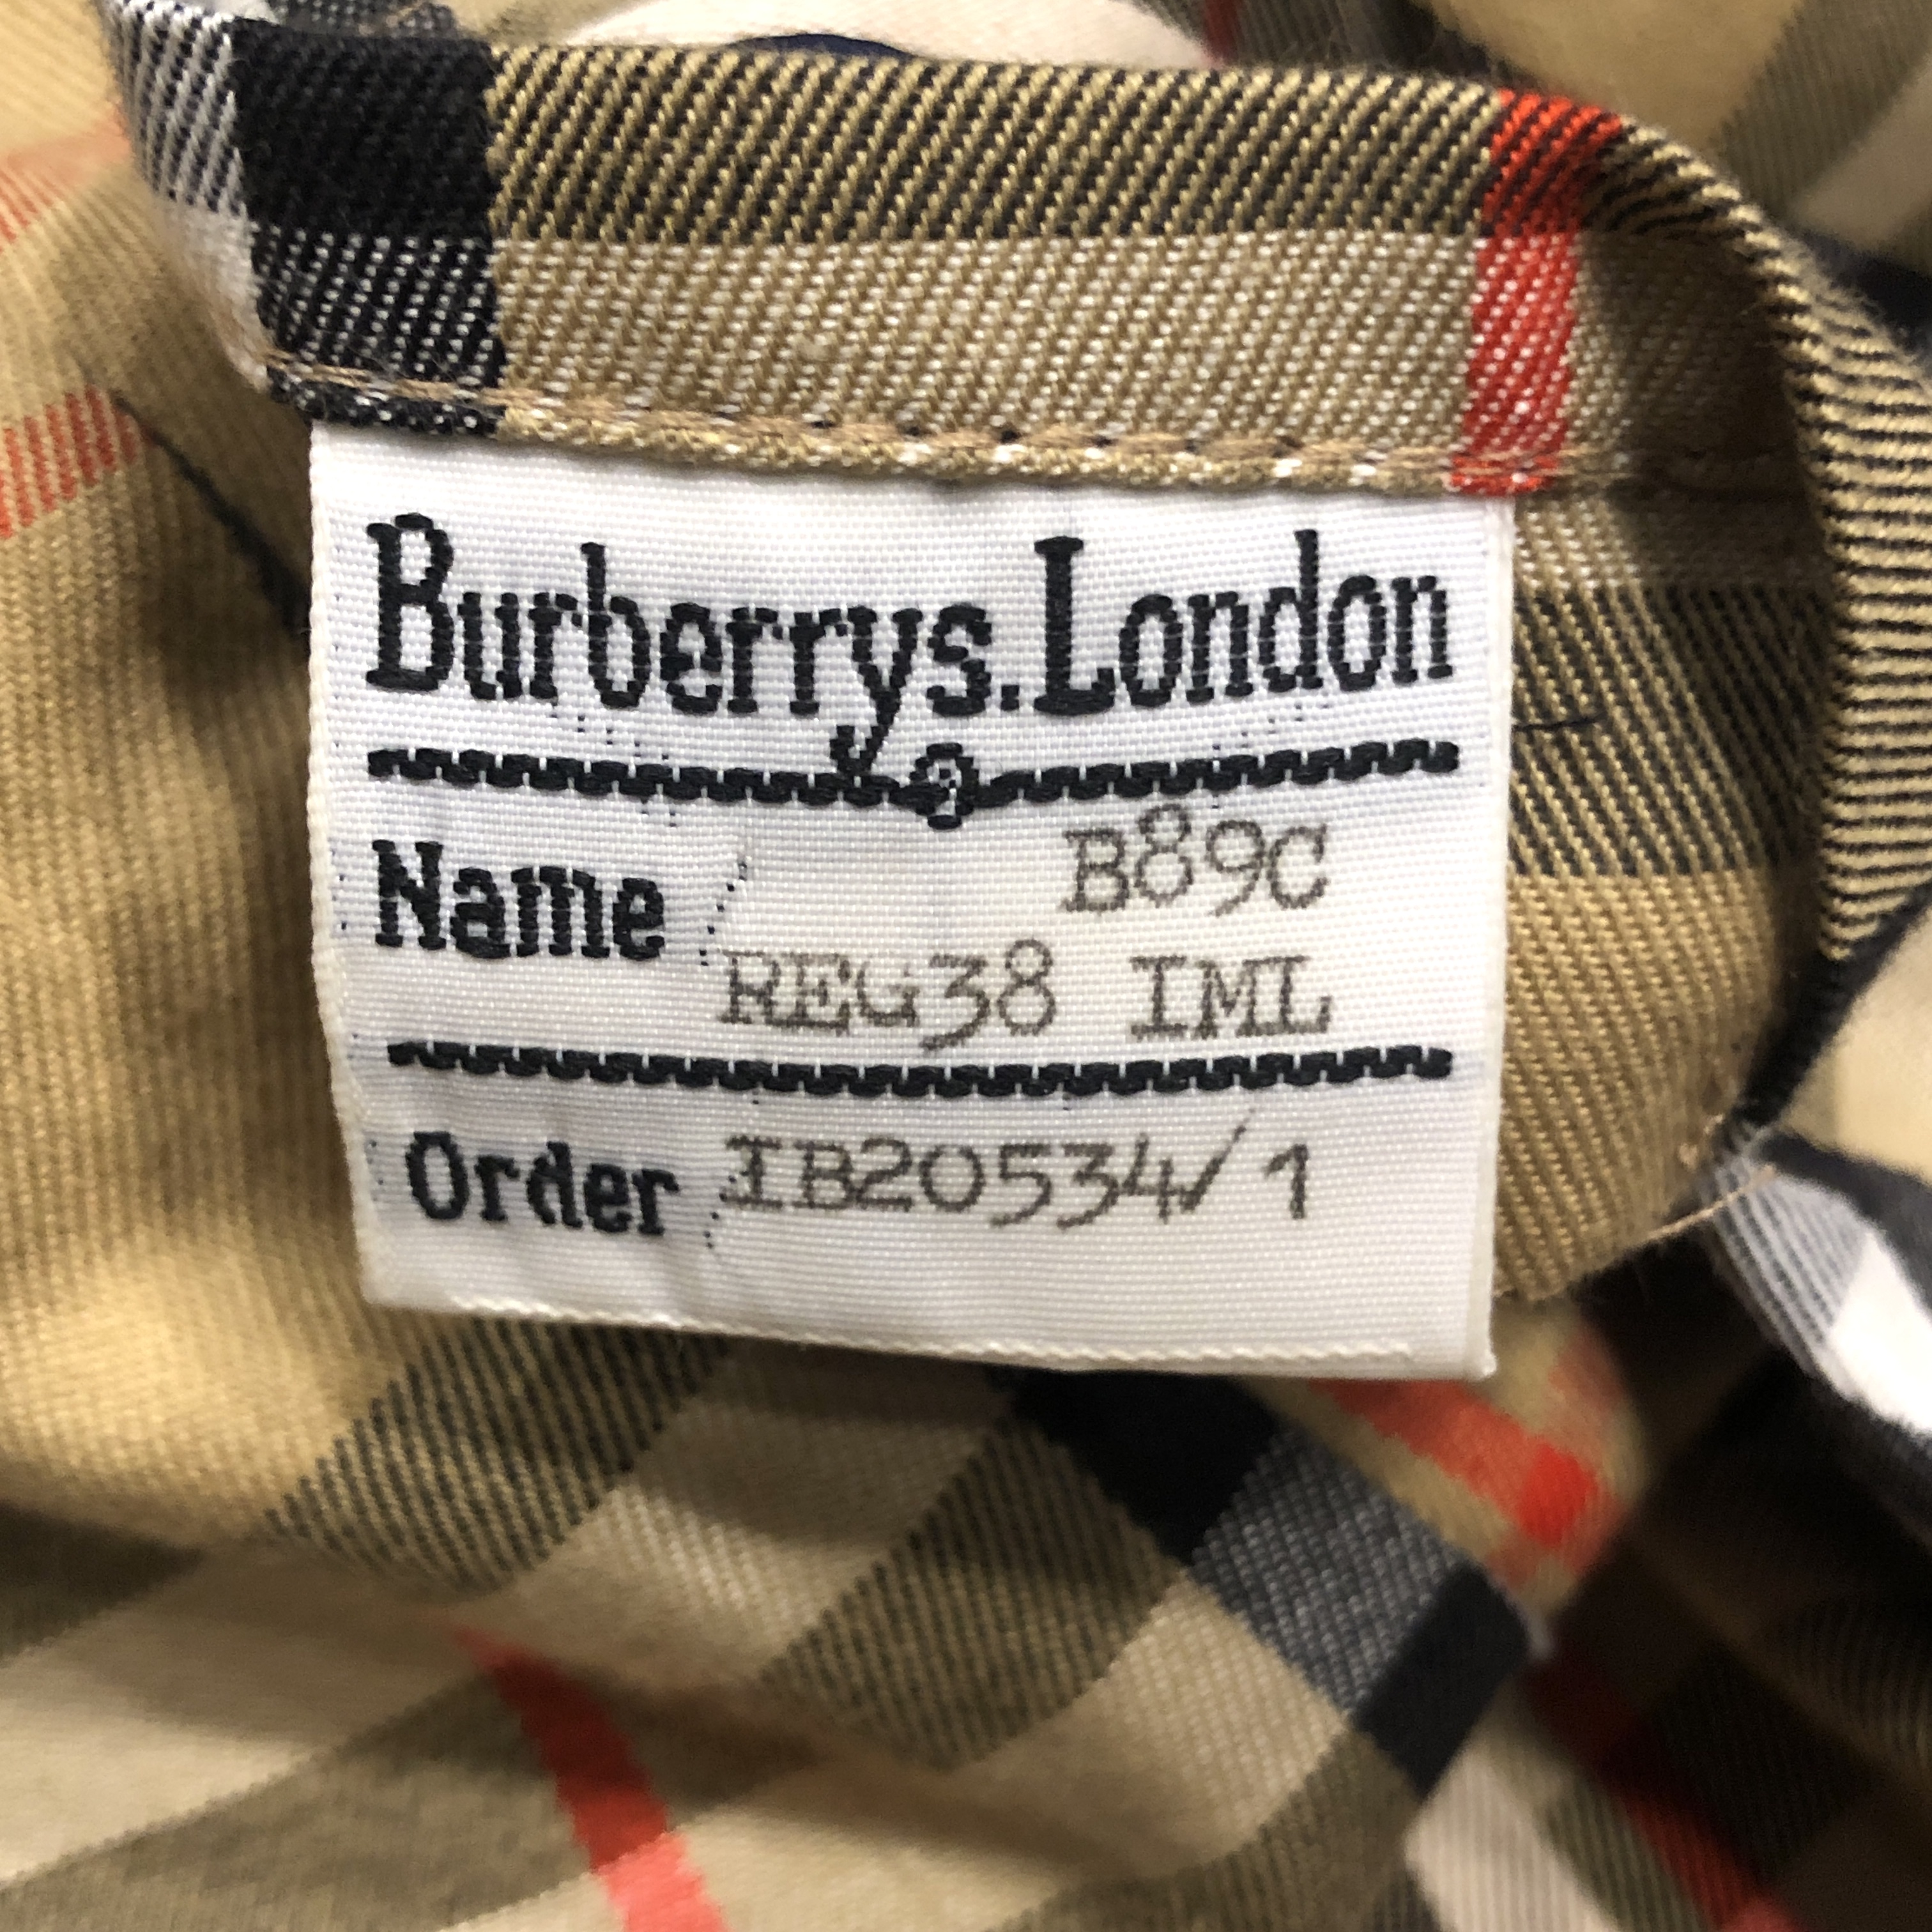 Burberrys.London
Name B89C
REG38 IML
Order IB20534/1